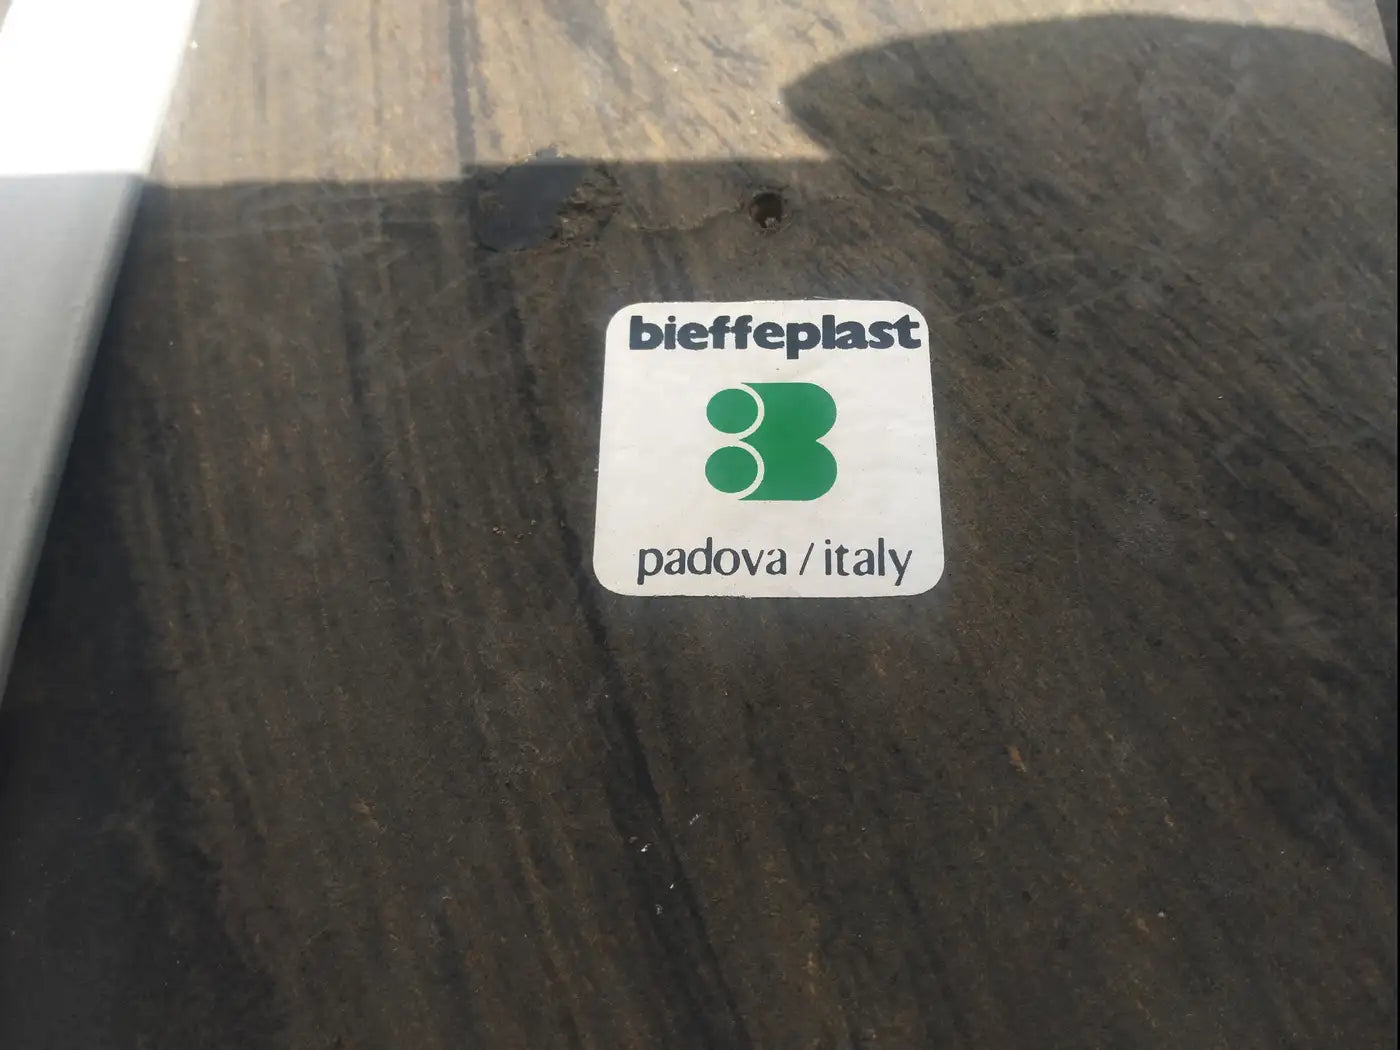 bieffeplast
padova / italy